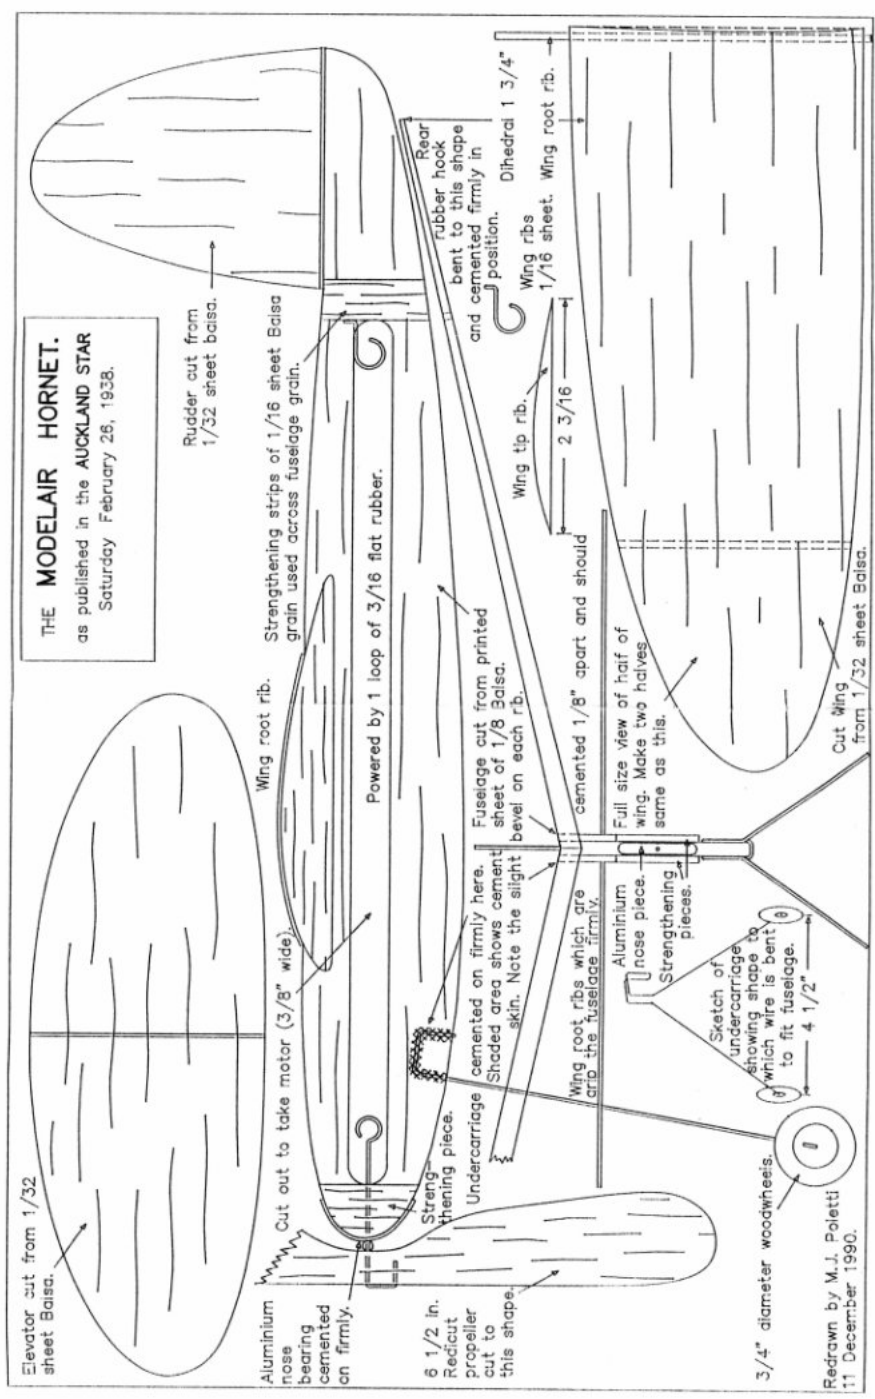 THE MODELAIR HORNET.
as published in the AUCKLAND STAR
Saturday February 26, 1938.
Elevator cut from 1/32
sheet Balsa.
Rudder cut from
1/32 sheet balsa.
Wing root rib.
Strengthening strips of 1/16 sheet Balsa
grain used across fuselage grain.
Cut out to take motor (3/8" wide).
Powered by 1 loop of 3/16 flat rubber.
Aluminium
nose
bearing
cemented
on firmly.
Streng-
thening piece.
6 1/2 in.
Redicut
propeller
cut to
this shape.
Fuselage cut from printed
sheet of 1/8 Balsa.
Rear
rubber hook
bent to this shape
and cemented firmly in
position.
Dihedral 1 3/4"
Wing ribs
1/16 sheet.
Wing root rib.
Wing tip rib.
2 3/16
Undercarriage cemented on firmly here.
Shaded area shows cement
skin. Note the slight bevel on each rib.
Wing root ribs which are cemented 1/8" apart and should
grip the fuselage firmly.
Full size view of half of
wing. Make two halves
same as this.
Cut Wing
from 1/32 sheet Balsa.
Aluminium
nose piece.
Strengthening
pieces.
Sketch of
undercarriage
showing shape to
which wire is bent
to fit fuselage.
4 1/2"
3/4" diameter woodwheels.
Redrawn by M.J. Poletti
11 December 1990.